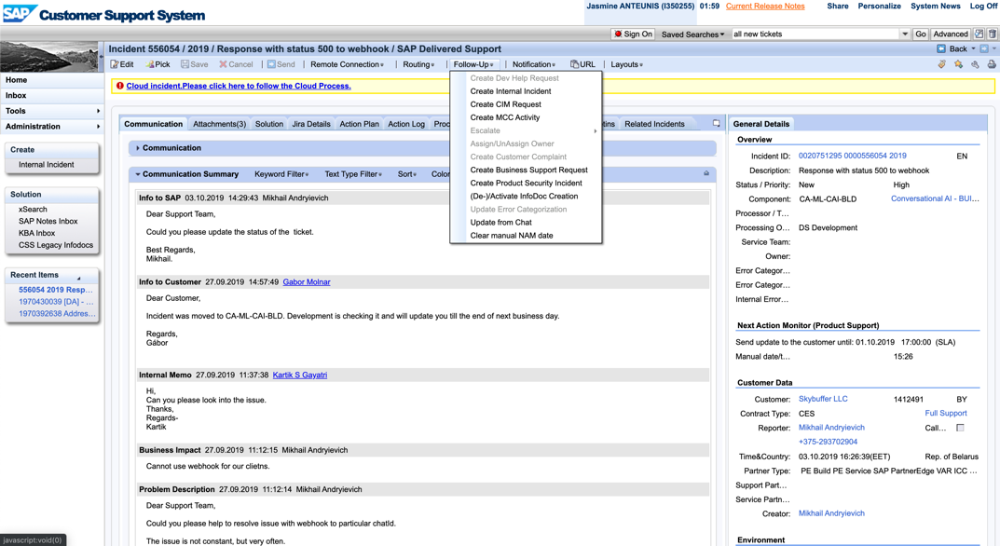 SAP Customer Support System
Jasmine ANTEUNIS (I350255) 01:59 Current Release Notes Share Personalize System News Log Off
Sign On Saved Searches all new tickets Go Advanced
Incident 556054 / 2019 / Response with status 500 to webhook / SAP Delivered Support
Back
Edit Pick Save Cancel Send Remote Connection Routing Follow-Up Notification URL Layouts
Home
Inbox
Tools
Administration
Create
Internal Incident
Solution
xSearch
SAP Notes Inbox
KBA Inbox
CSS Legacy Infodocs
Recent Items
556054 2019 Resp...
1970430039 [DA] - ...
1970392638 Addres...
Cloud incident.Please click here to follow the Cloud Process.
Create Dev Help Request
Create Internal Incident
Create CIM Request
Create MCC Activity
Escalate
Assign/UnAssign Owner
Create Customer Complaint
Create Business Support Request
Create Product Security Incident
(De-)/Activate InfoDoc Creation
Update Error Categorization
Update from Chat
Clear manual NAM date
Communication Attachments(3) Solution Jira Details Action Plan Action Log Proc tins Related Incidents
Communication
Communication Summary Keyword Filter Text Type Filter Sort Color
Info to SAP 03.10.2019 14:29:43 Mikhail Andryievich
Dear Support Team,
Could you please update the status of the ticket.
Best Regards,
Mikhail.
Info to Customer 27.09.2019 14:57:49 Gabor Molnar
Dear Customer,
Incident was moved to CA-ML-CAI-BLD. Development is checking it and will update you till the end of next business day.
Regards,
Gábor
Internal Memo 27.09.2019 11:37:38 Kartik S Gayatri
Hi,
Can you please look into the issue.
Thanks,
Regards-
Kartik
Business Impact 27.09.2019 11:12:15 Mikhail Andryievich
Cannot use webhook for our clietns.
Problem Description 27.09.2019 11:12:14 Mikhail Andryievich
Dear Support Team,
Could you please help to resolve issue with webhook to particular chatId.
The issue is not constant, but very often.
General Details
Overview
Incident ID: 0020751295 0000556054 2019 EN
Description: Response with status 500 to webhook
Status / Priority: New High
Component: CA-ML-CAI-BLD Conversational AI - BUI...
Processor / T...
Processing O... DS Development
Service Team:
Owner:
Error Categor...
Error Categor...
Internal Error...
Next Action Monitor (Product Support)
Send update to the customer until: 01.10.2019 17:00:00 (SLA)
Manual date/t... 15:26
Customer Data
Customer: Skybuffer LLC 1412491 BY
Contract Type: CES Full Support
Reporter: Mikhail Andryievich Call...
+375-293702904
Time&Country: 03.10.2019 16:26:39(EET) Rep. of Belarus
Partner Type: PE Build PE Service SAP PartnerEdge VAR ICC ...
Support Part...
Service Partn...
Creator: Mikhail Andryievich
Environment
javascript:void(0)